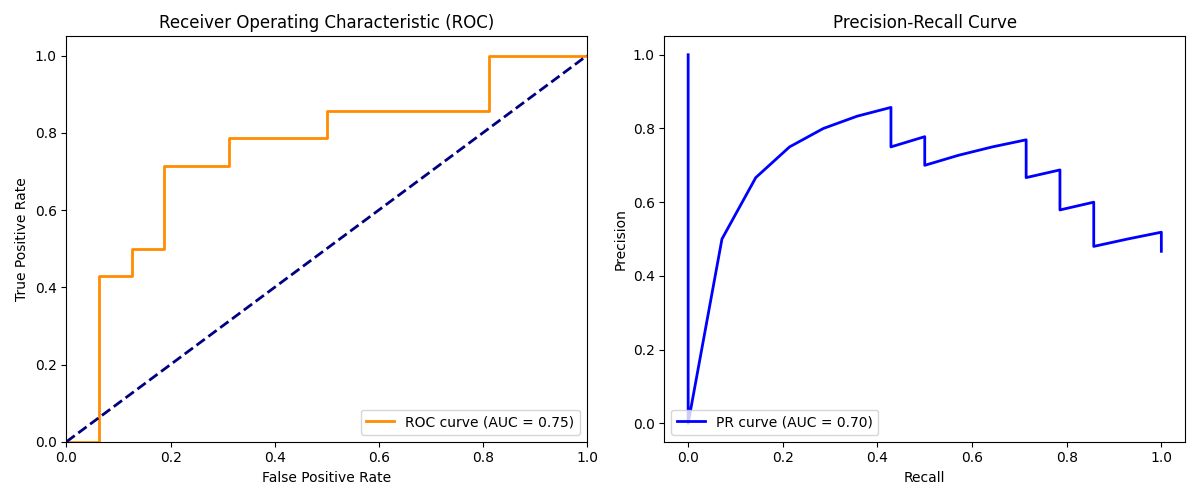 Receiver Operating Characteristic (ROC)
True Positive Rate
1.0
0.8
0.6
0.4
0.2
0.0
0.0 0.2 0.4 0.6 0.8 1.0
False Positive Rate
ROC curve (AUC = 0.75)
Precision-Recall Curve
Precision
1.0
0.8
0.6
0.4
0.2
0.0
0.0 0.2 0.4 0.6 0.8 1.0
Recall
PR curve (AUC = 0.70)